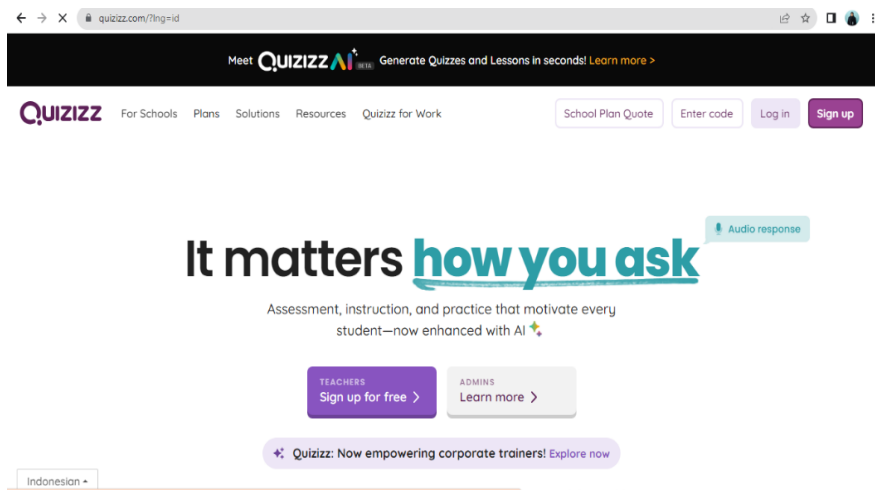 quizizz.com/?lng=id
Meet QUIZIZZ AI BETA Generate Quizzes and Lessons in seconds! Learn more >
QUIZIZZ For Schools Plans Solutions Resources Quizizz for Work School Plan Quote Enter code Log in Sign up
Audio response
It matters how you ask
Assessment, instruction, and practice that motivate every
student—now enhanced with AI
TEACHERS
Sign up for free >
ADMINS
Learn more >
Quizizz: Now empowering corporate trainers! Explore now
Indonesian